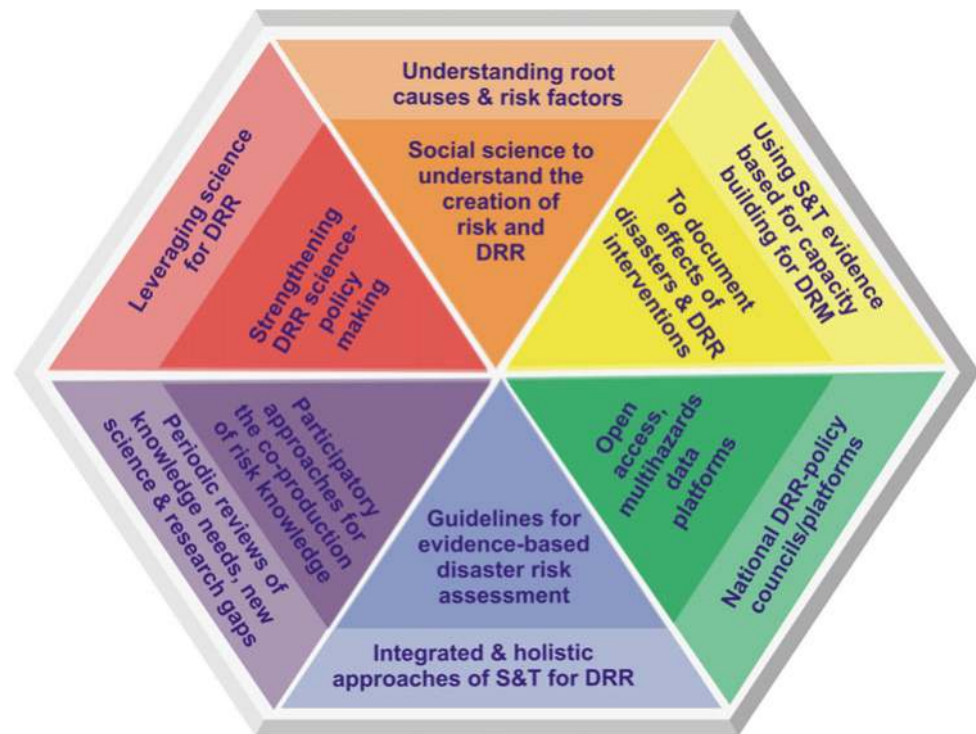 Understanding root
causes & risk factors
Social science to
understand the
creation of
risk and
DRR
Using S&T evidence
based for capacity
building for DRM
To document
effects of
disasters & DRR
interventions
Open
access,
multihazards
data
platforms
National DRR-policy
councils/platforms
Guidelines for
evidence-based
disaster risk
assessment
Integrated & holistic
approaches of S&T for DRR
Participatory
approaches for
the co-production
of risk knowledge
Periodic reviews of
knowledge needs, new
science & research gaps
Leveraging science
for DRR
Strengthening
DRR science-
policy
making